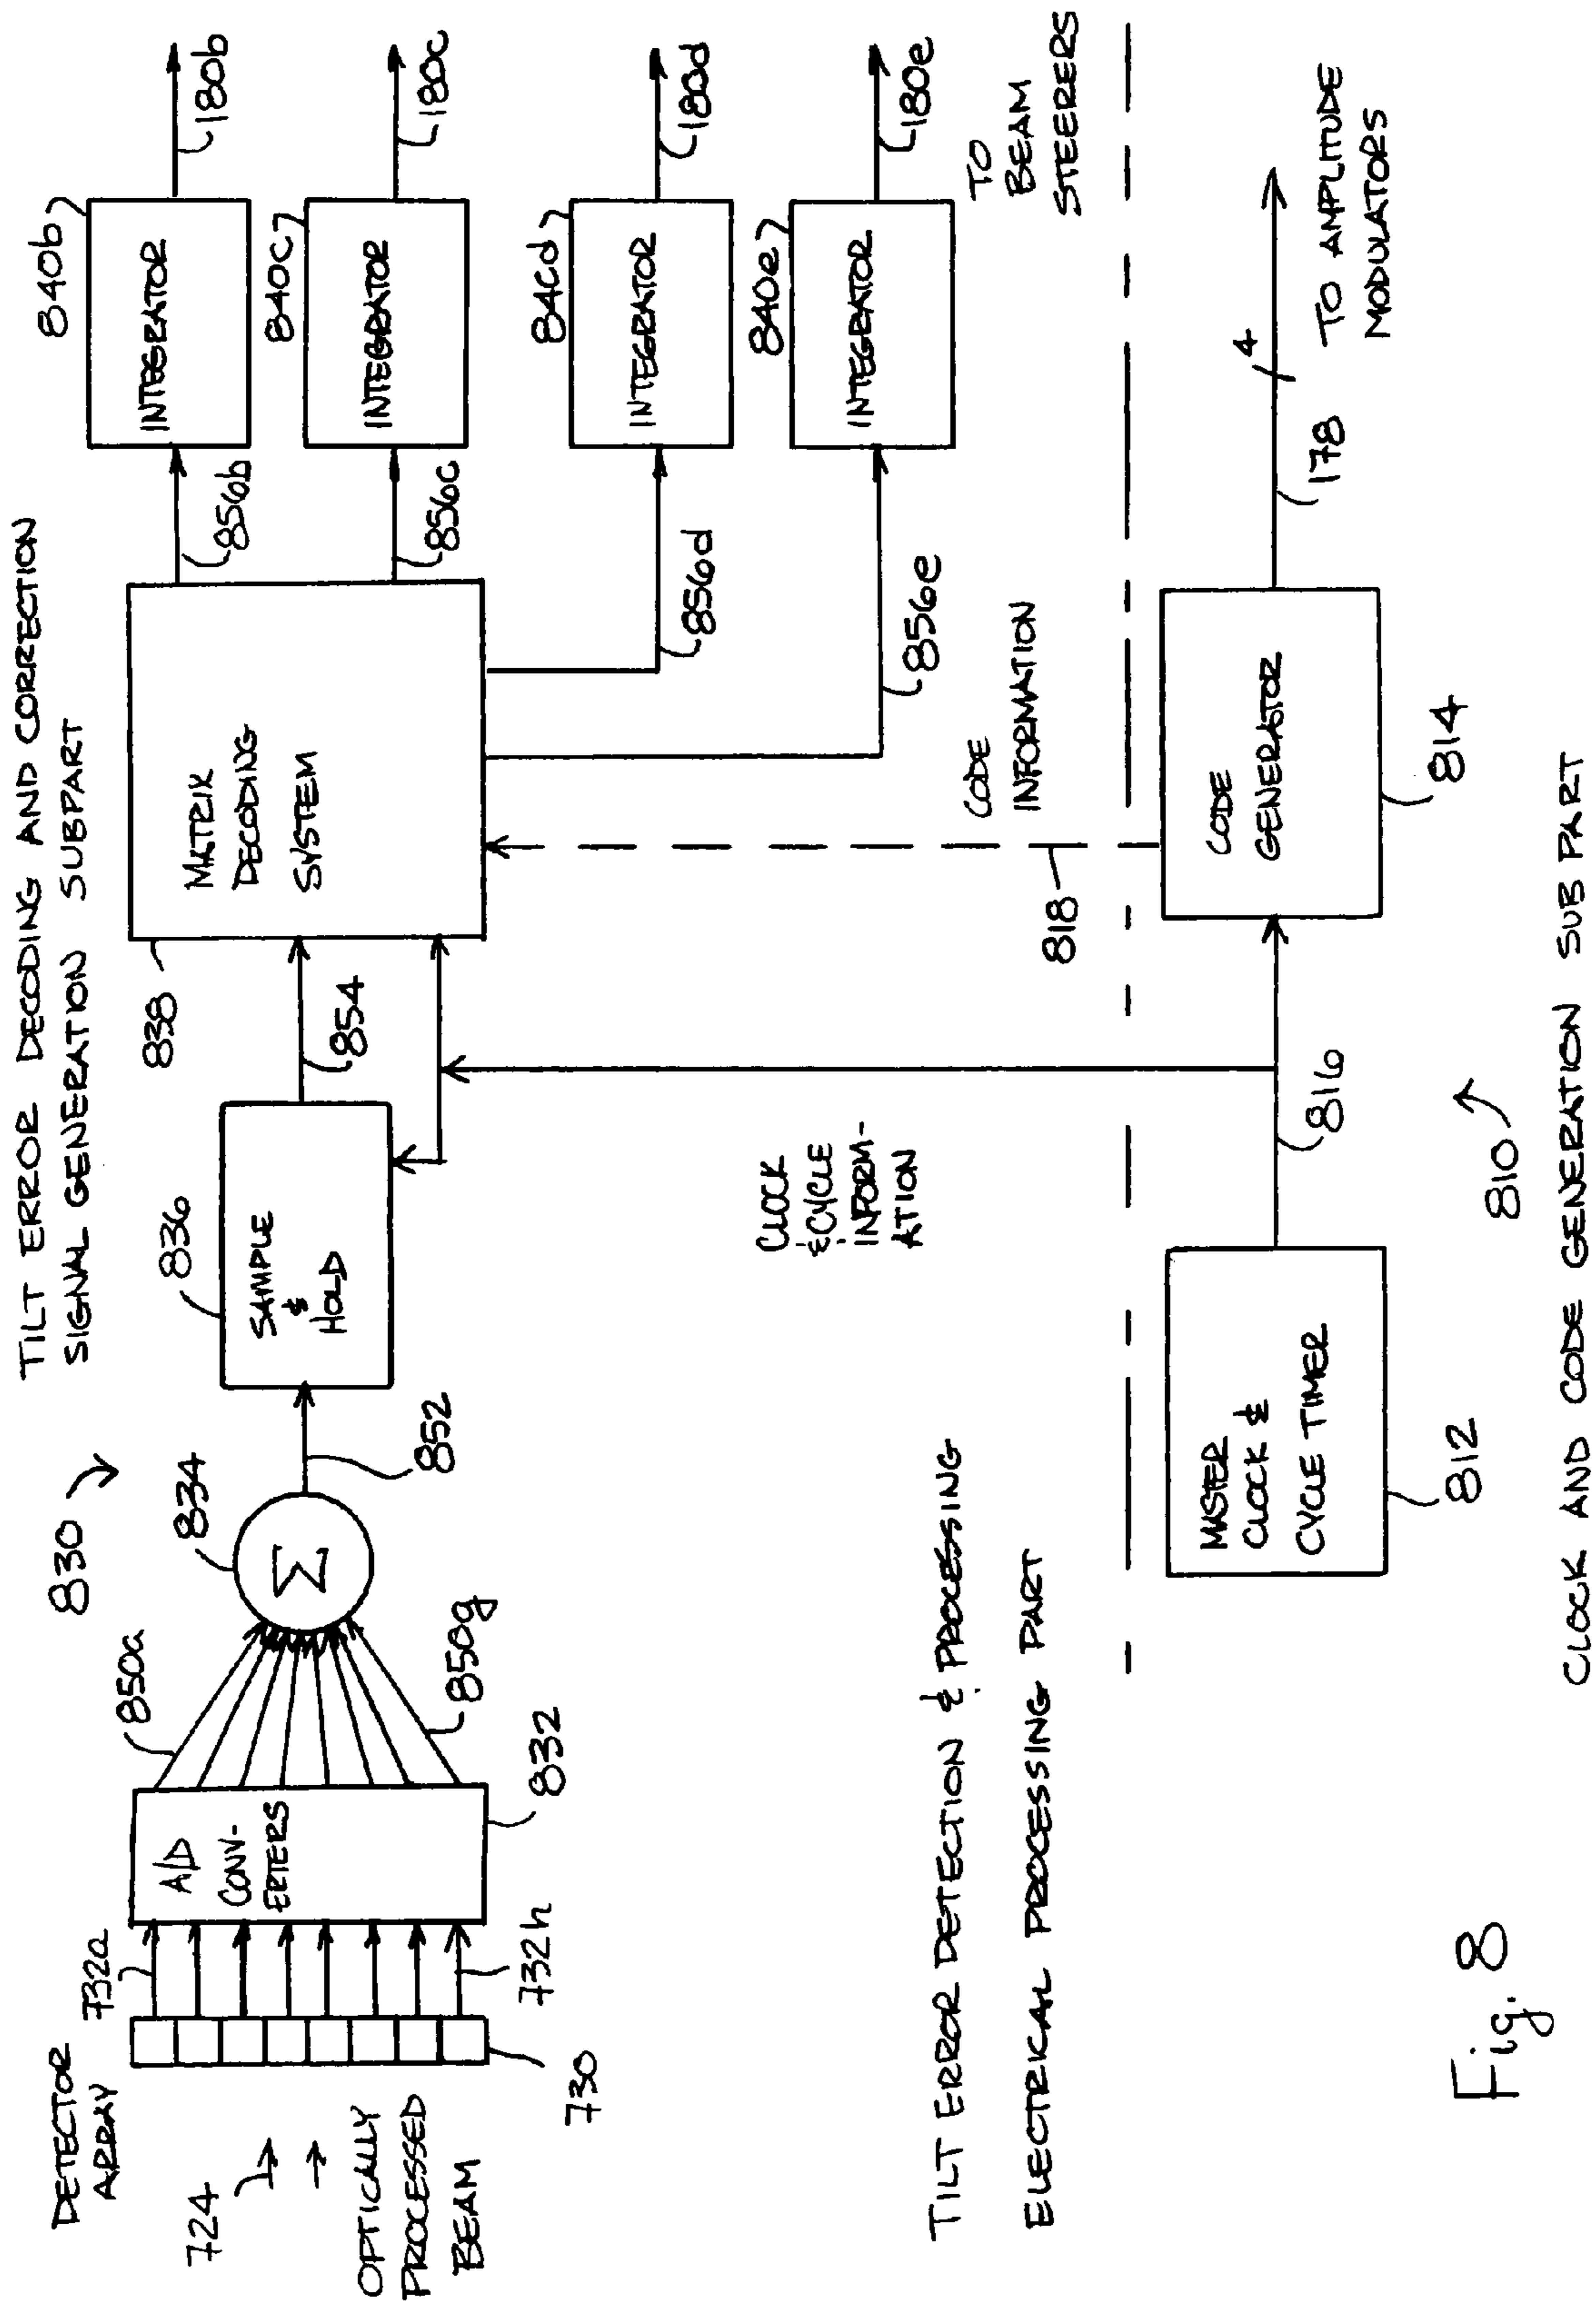 TILT ERROR DECODING AND CORRECTION
SIGNAL GENERATION SUBPART
830
DETECTOR
ARRAY
724
OPTICALLY
PROCESSED
BEAM
730
732a
732h
A/D
CONV-
ERTERS
832
850a
850g
834
Σ
852
836
SAMPLE
&
HOLD
854
838
MATRIX
DECODING
SYSTEM
856b
856c
856d
856e
840b
INTEGRATOR
180b
840c
INTEGRATOR
180c
840d
INTEGRATOR
180d
840e
INTEGRATOR
180e
TO
BEAM
STEERERS
CLOCK
& CYCLE
INFORM-
ATION
CODE
INFORMATION
818
TILT ERROR DETECTION & PROCESSING
ELECTRICAL PROCESSING PART
MASTER
CLOCK &
CYCLE TIMER
812
816
810
CODE
GENERATOR
814
178
4
TO AMPLITUDE
MODULATORS
CLOCK AND CODE GENERATION SUB PART
Fig. 8